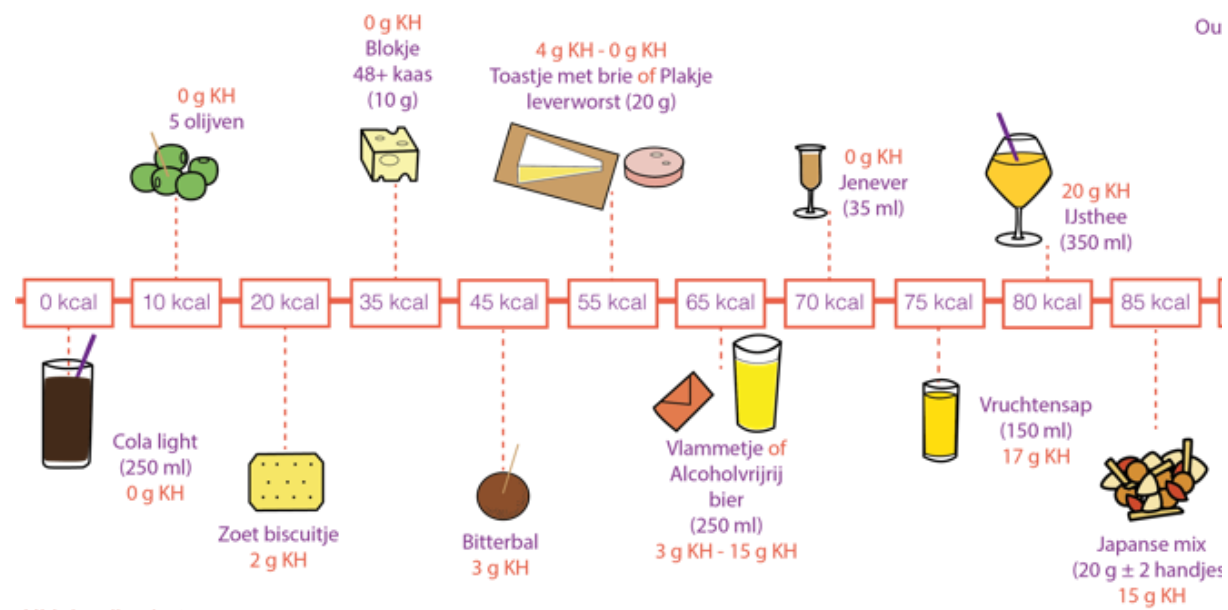 0 g KH
Blokje
48+ kaas
(10 g)
4 g KH - 0 g KH
Toastje met brie of Plakje
leverworst (20 g)
0 g KH
5 olijven
0 g KH
Jenever
(35 ml)
20 g KH
IJsthee
(350 ml)
0 kcal
10 kcal
20 kcal
35 kcal
45 kcal
55 kcal
65 kcal
70 kcal
75 kcal
80 kcal
85 kcal
Cola light
(250 ml)
0 g KH
Zoet biscuitje
2 g KH
Bitterbal
3 g KH
Vlammetje of
Alcoholvrijrij
bier
(250 ml)
3 g KH - 15 g KH
Vruchtensap
(150 ml)
17 g KH
Japanse mix
(20 g ± 2 handjes
15 g KH